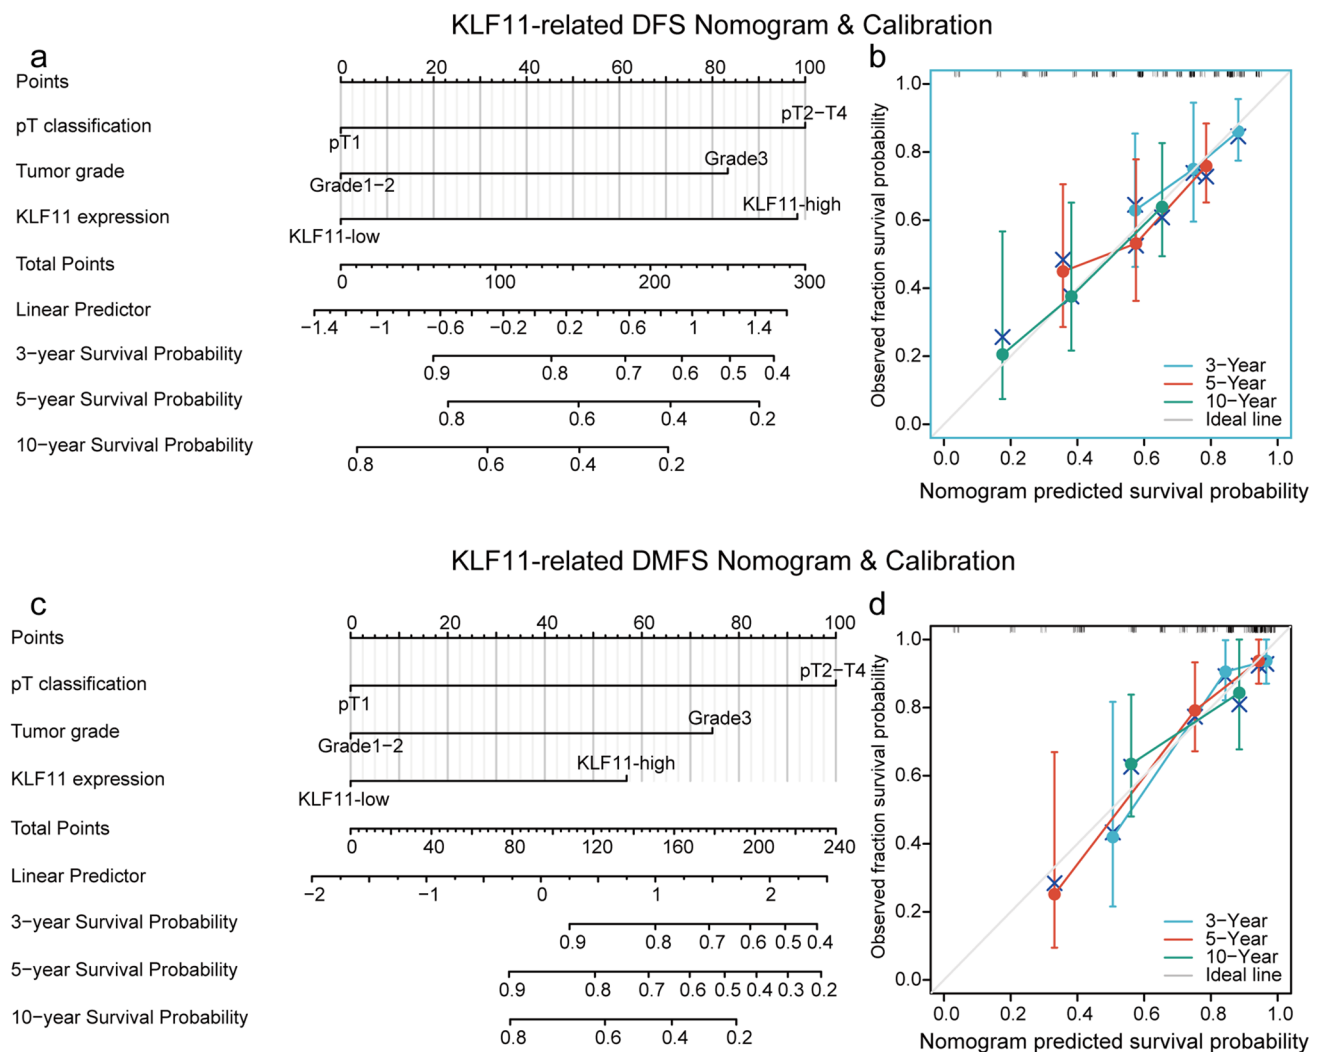 KLF11-related DFS Nomogram & Calibration
a
Points
0 20 40 60 80 100
pT classification
pT2−T4
pT1
Tumor grade
Grade3
Grade1−2
KLF11 expression
KLF11-high
KLF11-low
Total Points
0 100 200 300
Linear Predictor
−1.4 −1 −0.6 −0.2 0.2 0.6 1 1.4
3−year Survival Probability
0.9 0.8 0.7 0.6 0.5 0.4
5−year Survival Probability
0.8 0.6 0.4 0.2
10−year Survival Probability
0.8 0.6 0.4 0.2
b
Observed fraction survival probability
1.0
0.8
0.6
0.4
0.2
0.0
3−Year
5−Year
10−Year
Ideal line
0.0 0.2 0.4 0.6 0.8 1.0
Nomogram predicted survival probability
KLF11-related DMFS Nomogram & Calibration
c
Points
0 20 40 60 80 100
pT classification
pT2−T4
pT1
Tumor grade
Grade3
Grade1−2
KLF11 expression
KLF11-high
KLF11-low
Total Points
0 40 80 120 160 200 240
Linear Predictor
−2 −1 0 1 2
3−year Survival Probability
0.9 0.8 0.7 0.6 0.5 0.4
5−year Survival Probability
0.9 0.8 0.7 0.6 0.5 0.4 0.3 0.2
10−year Survival Probability
0.8 0.6 0.4 0.2
d
Observed fraction survival probability
1.0
0.8
0.6
0.4
0.2
0.0
3−Year
5−Year
10−Year
Ideal line
0.0 0.2 0.4 0.6 0.8 1.0
Nomogram predicted survival probability